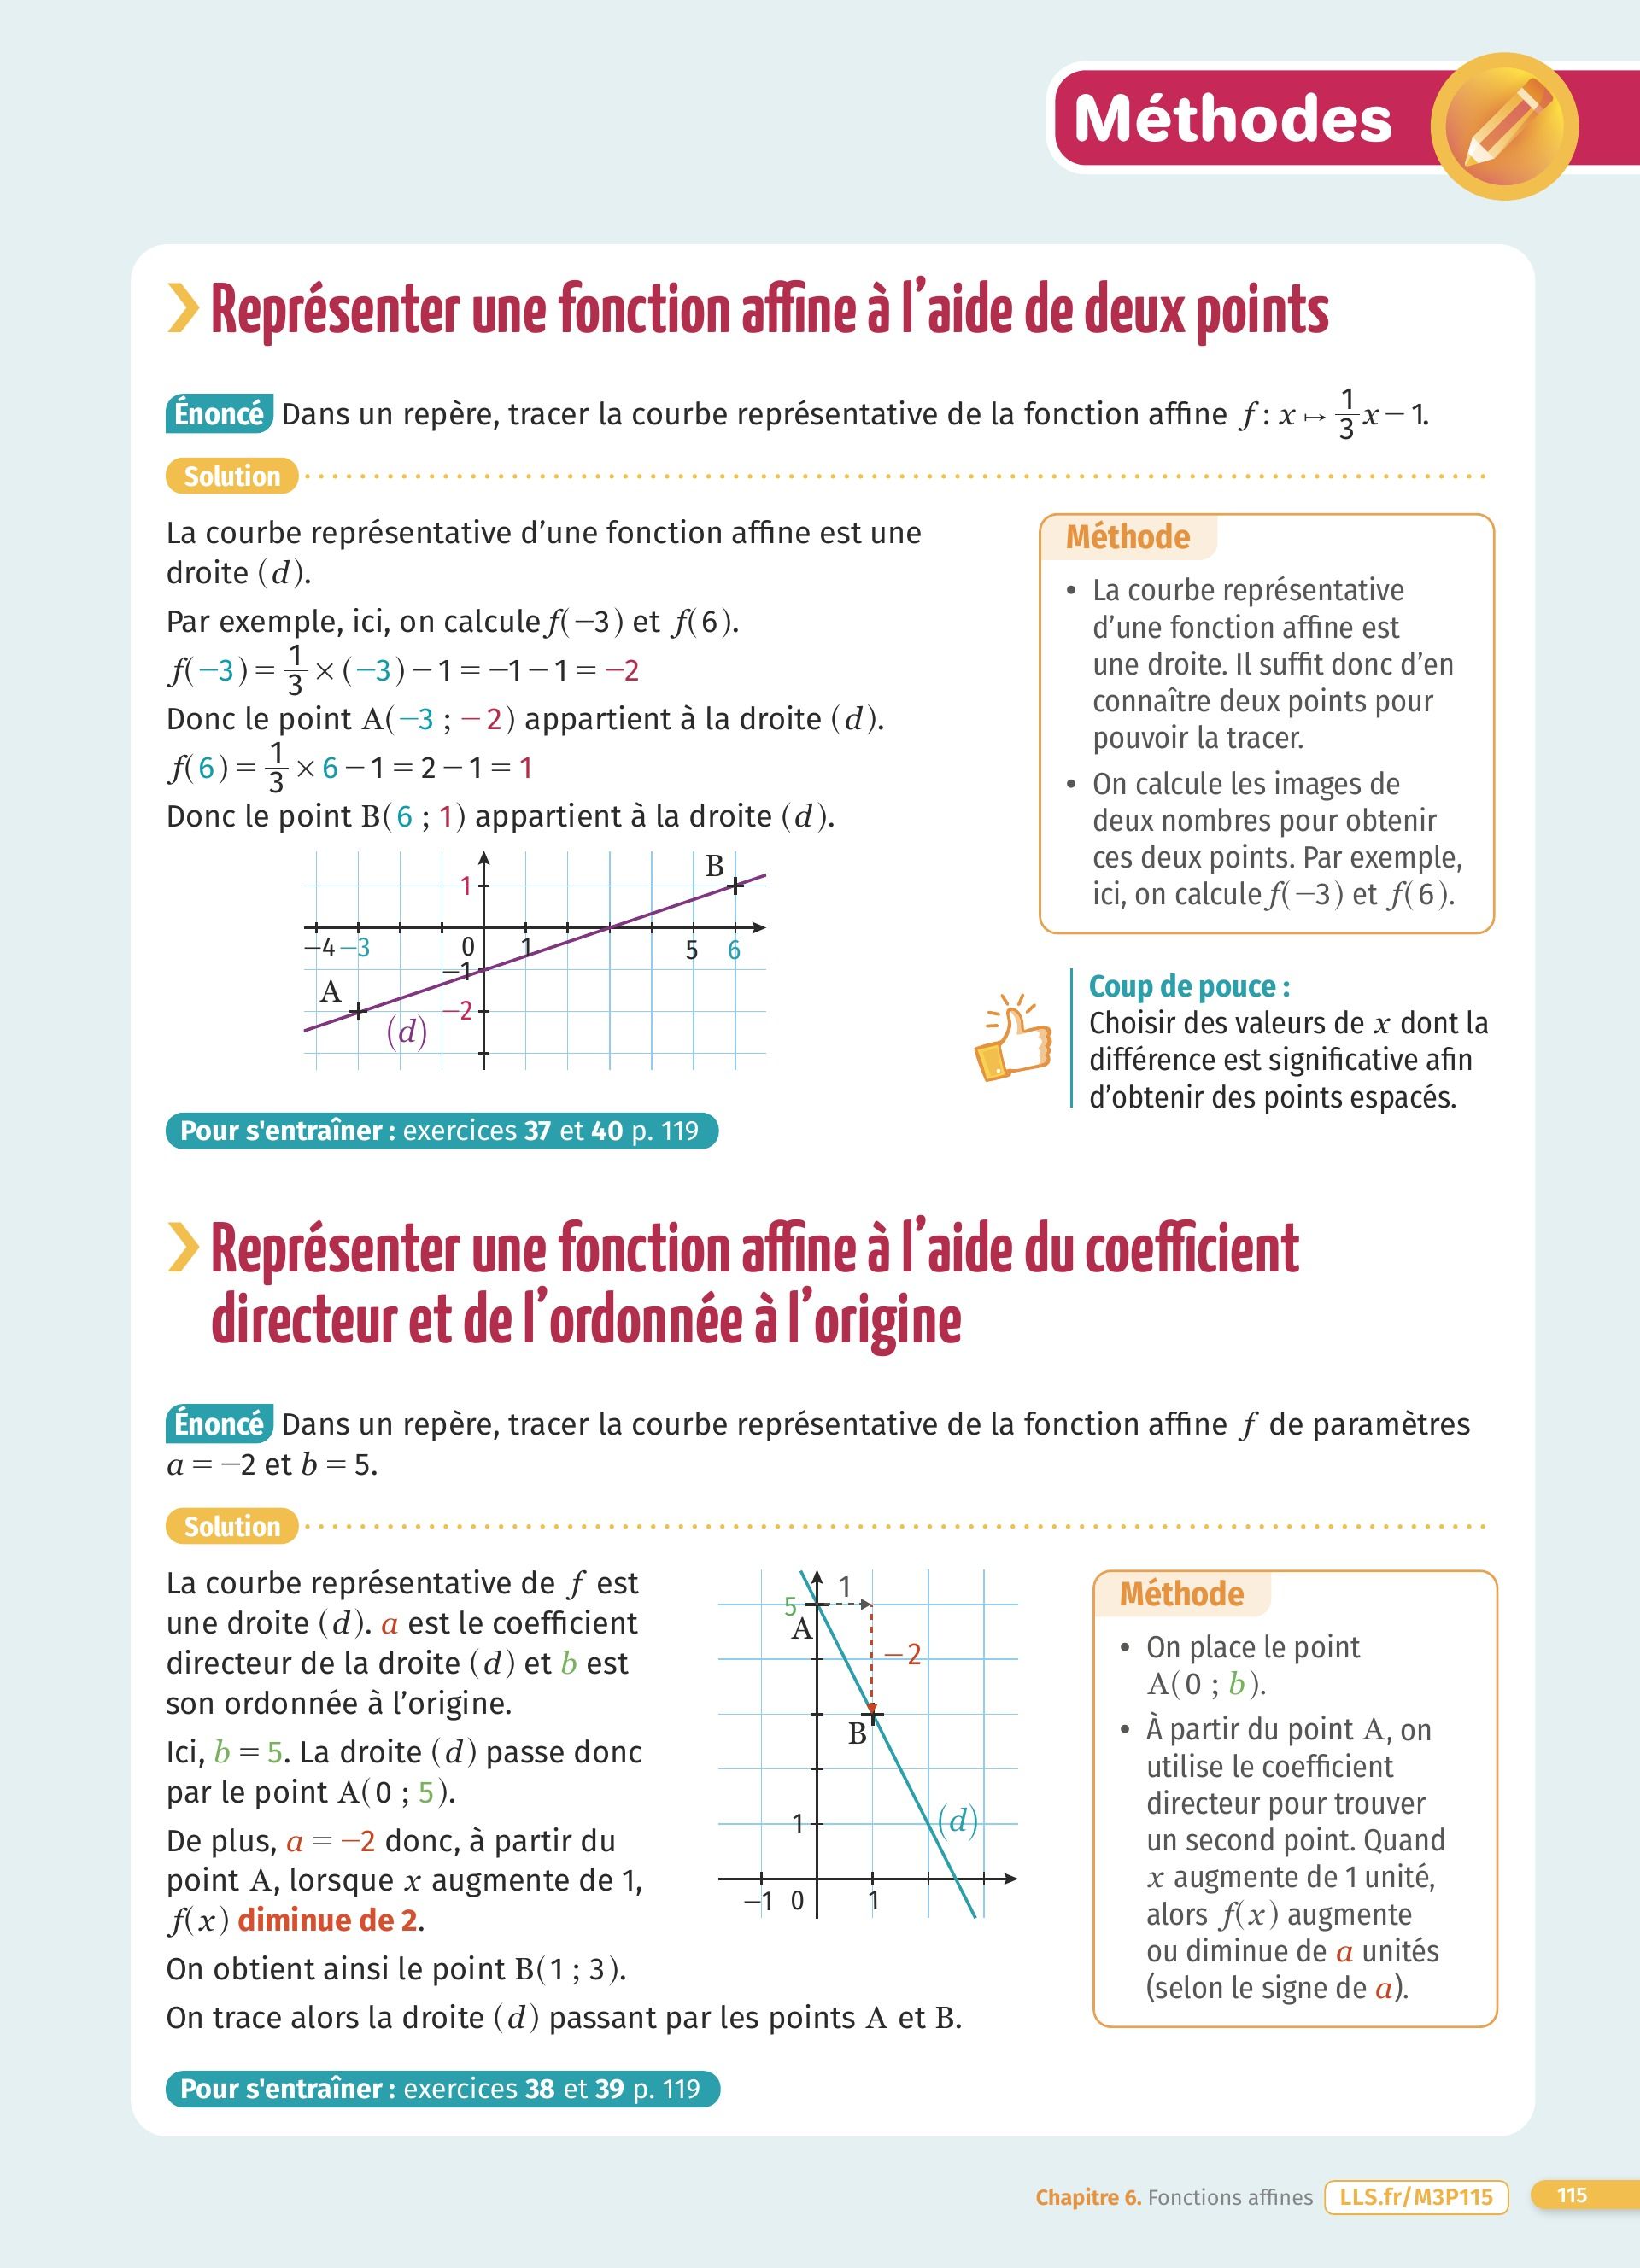 Méthodes
Représenter une fonction affine à l’aide de deux points
Énoncé Dans un repère, tracer la courbe représentative de la fonction affine f : x ↦ 1/3 x − 1.
Solution
La courbe représentative d’une fonction affine est une
droite (d).
Par exemple, ici, on calcule f(−3) et f(6).
f(−3) = 1/3 × (−3) − 1 = −1 − 1 = −2
Donc le point A(−3 ; −2) appartient à la droite (d).
f(6) = 1/3 × 6 − 1 = 2 − 1 = 1
Donc le point B(6 ; 1) appartient à la droite (d).
B
1
−4 −3 0 1 5 6
−1
A
−2
(d)
Méthode
• La courbe représentative
d’une fonction affine est
une droite. Il suffit donc d’en
connaître deux points pour
pouvoir la tracer.
• On calcule les images de
deux nombres pour obtenir
ces deux points. Par exemple,
ici, on calcule f(−3) et f(6).
Coup de pouce :
Choisir des valeurs de x dont la
différence est significative afin
d’obtenir des points espacés.
Pour s'entraîner : exercices 37 et 40 p. 119
Représenter une fonction affine à l’aide du coefficient
directeur et de l’ordonnée à l’origine
Énoncé Dans un repère, tracer la courbe représentative de la fonction affine f de paramètres
a = −2 et b = 5.
Solution
La courbe représentative de f est
une droite (d). a est le coefficient
directeur de la droite (d) et b est
son ordonnée à l’origine.
Ici, b = 5. La droite (d) passe donc
par le point A(0 ; 5).
De plus, a = −2 donc, à partir du
point A, lorsque x augmente de 1,
f(x) diminue de 2.
On obtient ainsi le point B(1 ; 3).
On trace alors la droite (d) passant par les points A et B.
1
5
A
−2
B
1
(d)
−1 0 1
Méthode
• On place le point
A(0 ; b).
• À partir du point A, on
utilise le coefficient
directeur pour trouver
un second point. Quand
x augmente de 1 unité,
alors f(x) augmente
ou diminue de a unités
(selon le signe de a).
Pour s'entraîner : exercices 38 et 39 p. 119
Chapitre 6. Fonctions affines LLS.fr/M3P115 115